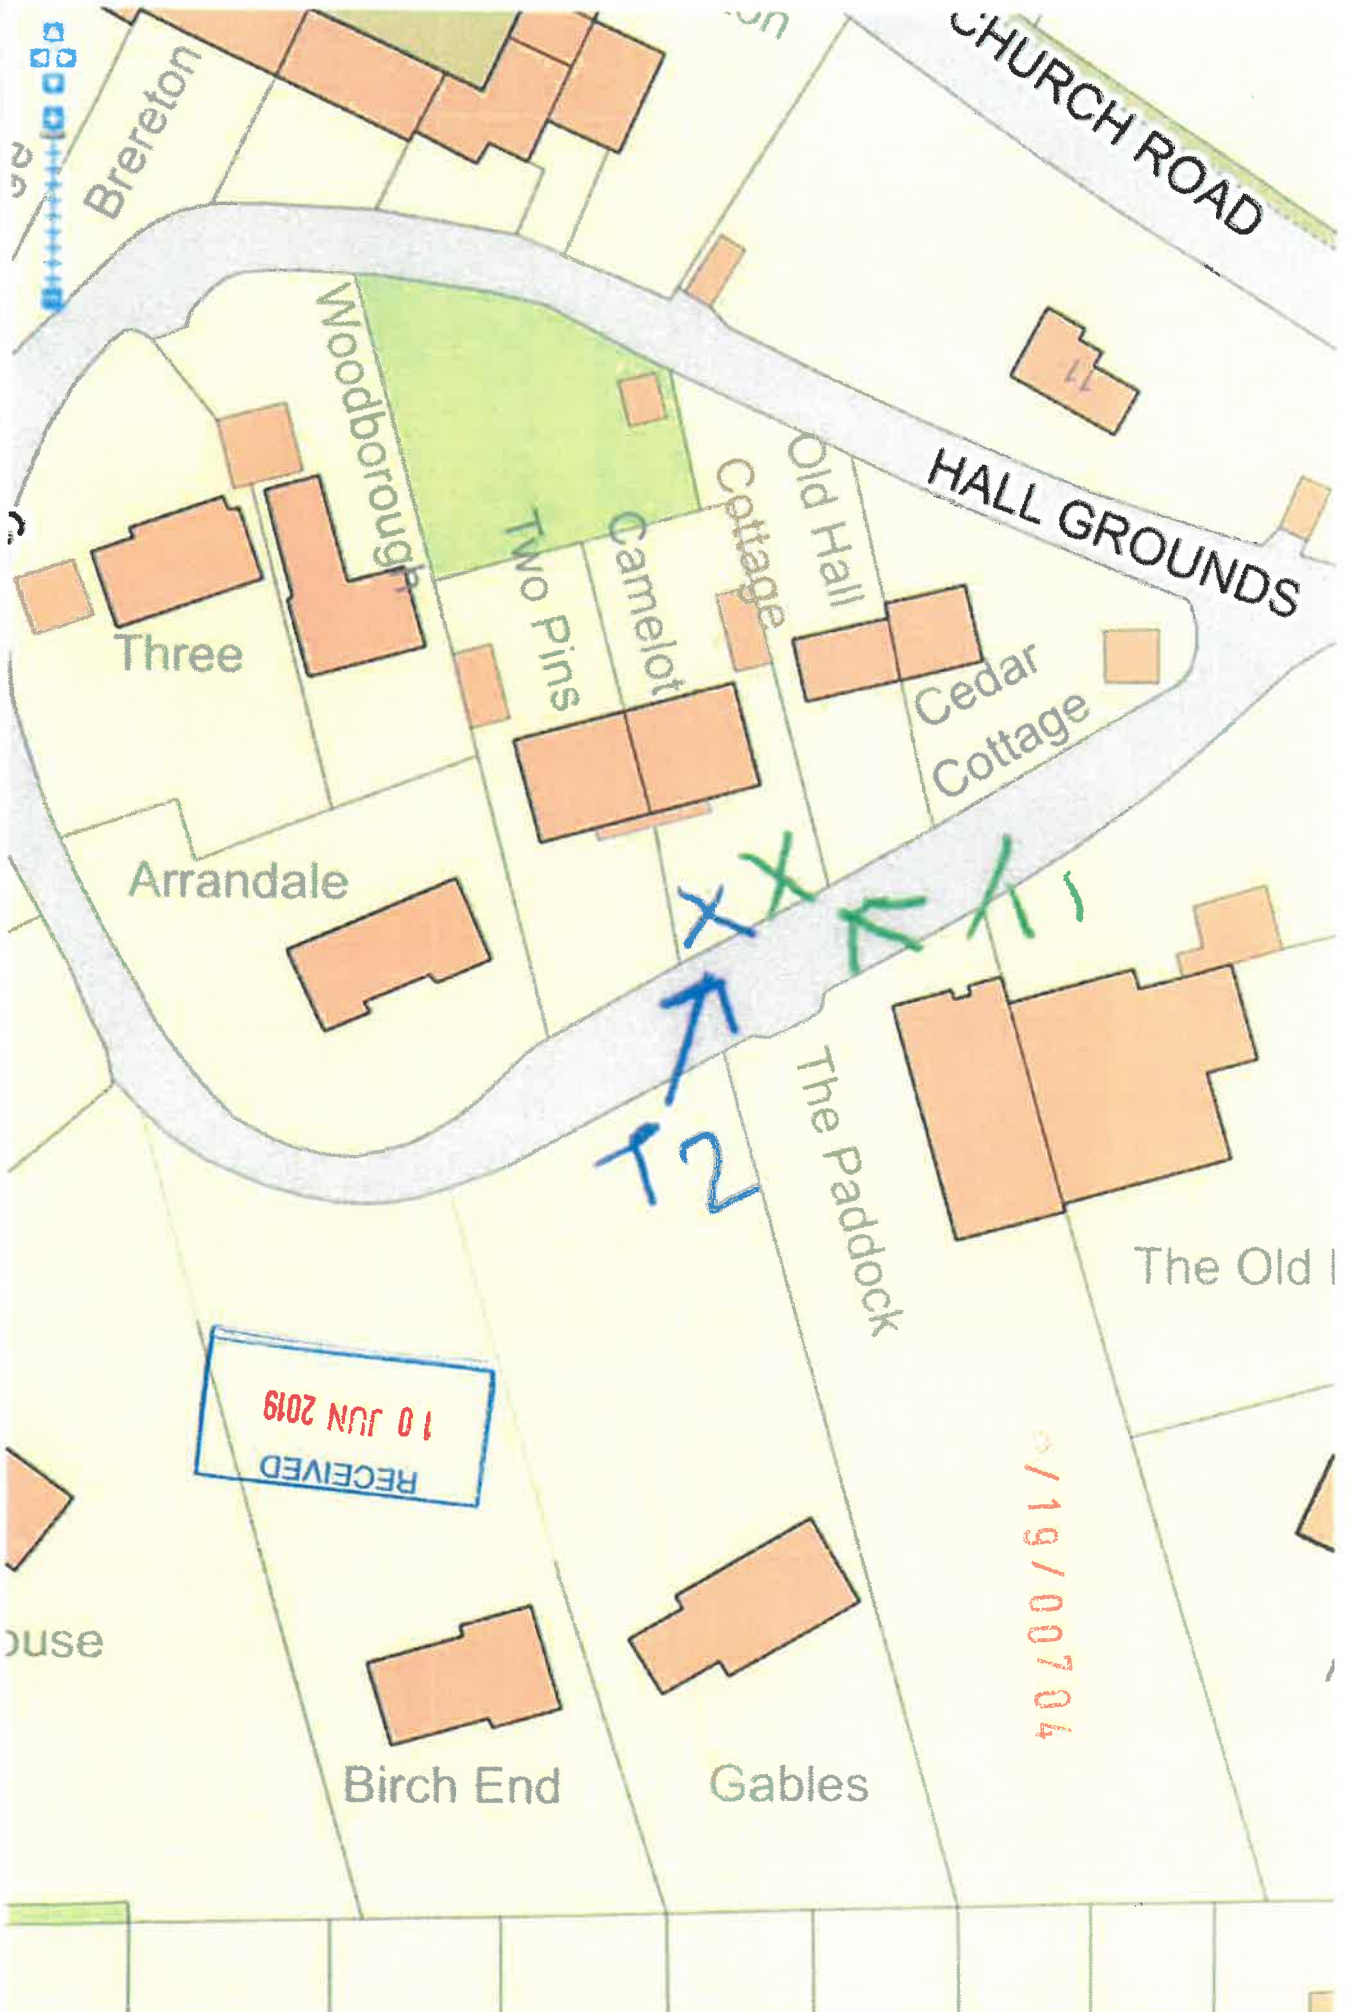 CHURCH ROAD
Brereton
Woodborough
11
Old Hall
Cottage
HALL GROUNDS
Two Pins
Camelot
Three
Cedar
Cottage
Arrandale
T2
The Paddock
The Old
10 JUN 2019
RECEIVED
/19/00704
Birch End
Gables